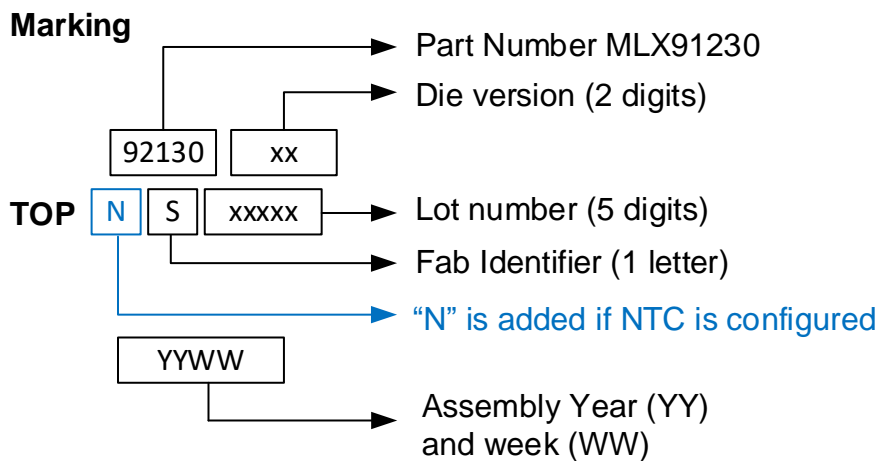 Marking
Part Number MLX91230
Die version (2 digits)
92130 xx
TOP N S xxxxx Lot number (5 digits)
Fab Identifier (1 letter)
“N” is added if NTC is configured
YYWW
Assembly Year (YY)
and week (WW)